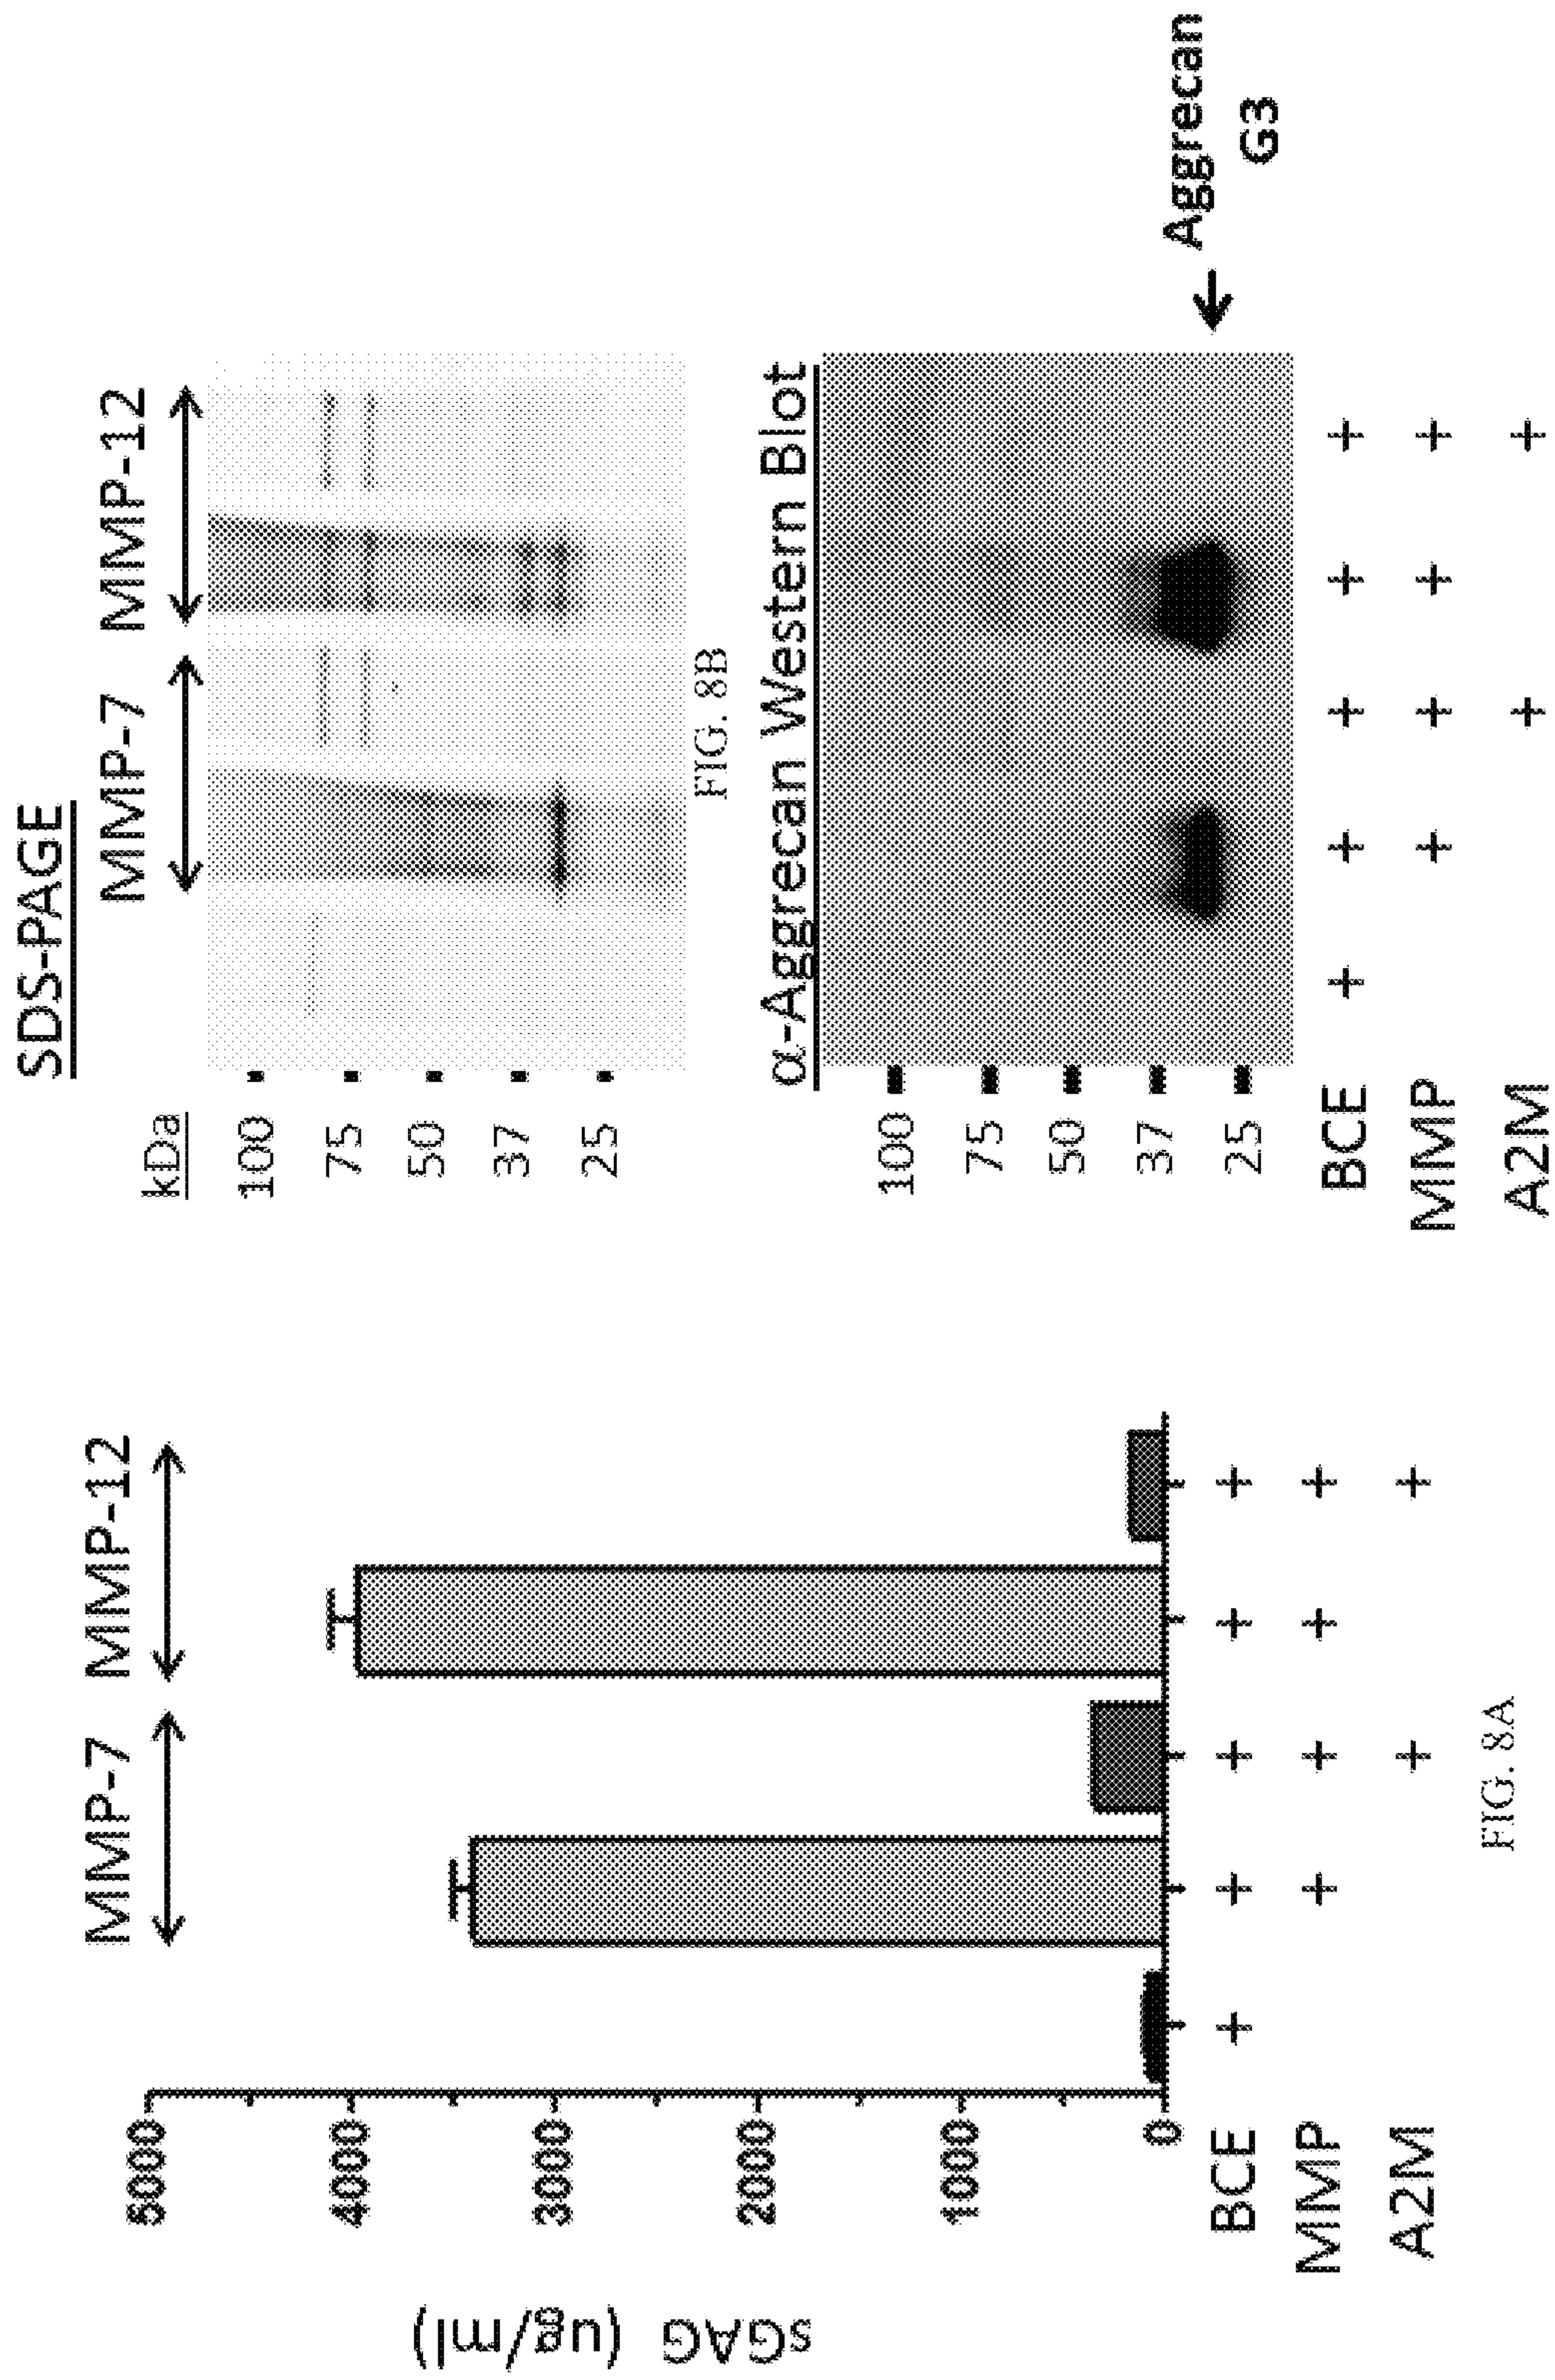 MMP-7 MMP-12
5000
4000
3000
2000
1000
0
sGAG (ug/ml)
BCE + + + + +
MMP + + + +
A2M + +
FIG. 8A
SDS-PAGE
MMP-7 MMP-12
kDa
100
75
50
37
25
FIG. 8B
α-Aggrecan Western Blot
100
75
50
37
25
Aggrecan
G3
BCE + + + + +
MMP + + + +
A2M + +